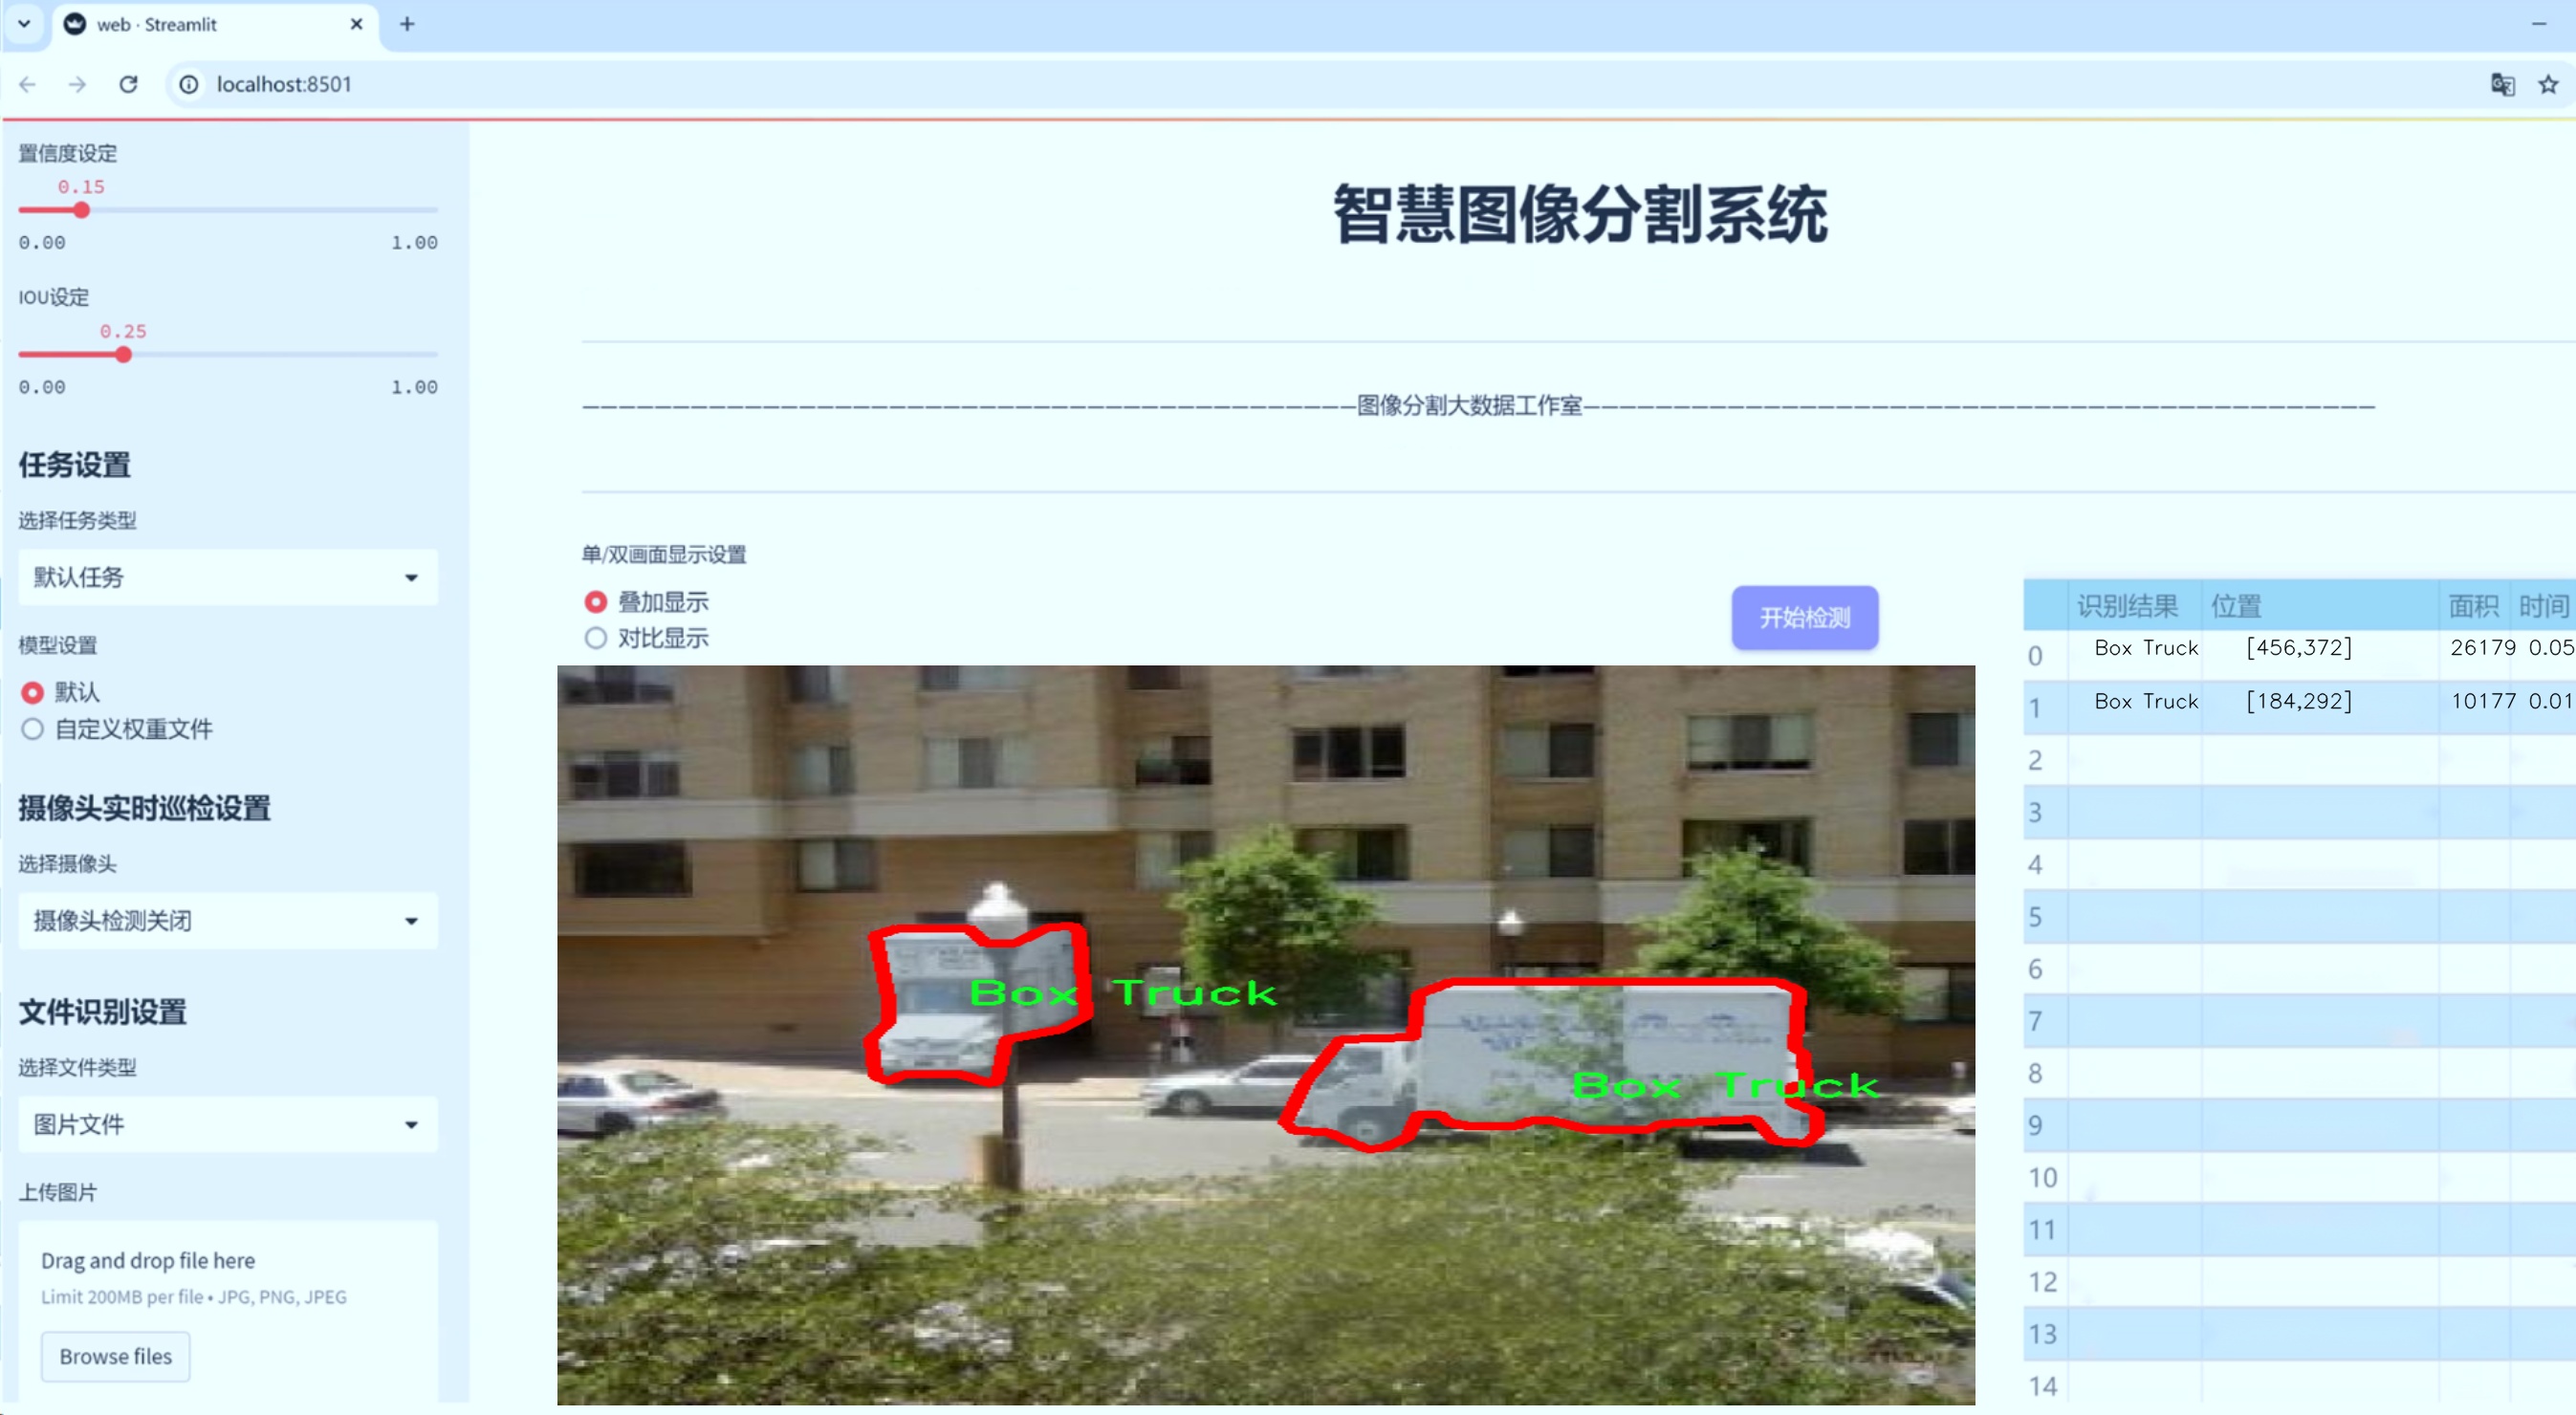 web · Streamlit
localhost:8501
置信度设定
0.15
0.00 1.00
IOU设定
0.25
0.00 1.00
任务设置
选择任务类型
默认任务
模型设置
默认
自定义权重文件
摄像头实时巡检设置
选择摄像头
摄像头检测关闭
文件识别设置
选择文件类型
图片文件
上传图片
Drag and drop file here
Limit 200MB per file • JPG, PNG, JPEG
Browse files
智慧图像分割系统
图像分割大数据工作室
单/双画面显示设置
叠加显示
对比显示
开始检测
Box Truck
Box Truck
识别结果 位置 面积 时间
0 Box Truck [456,372] 26179 0.05
1 Box Truck [184,292] 10177 0.01
2
3
4
5
6
7
8
9
10
11
12
13
14